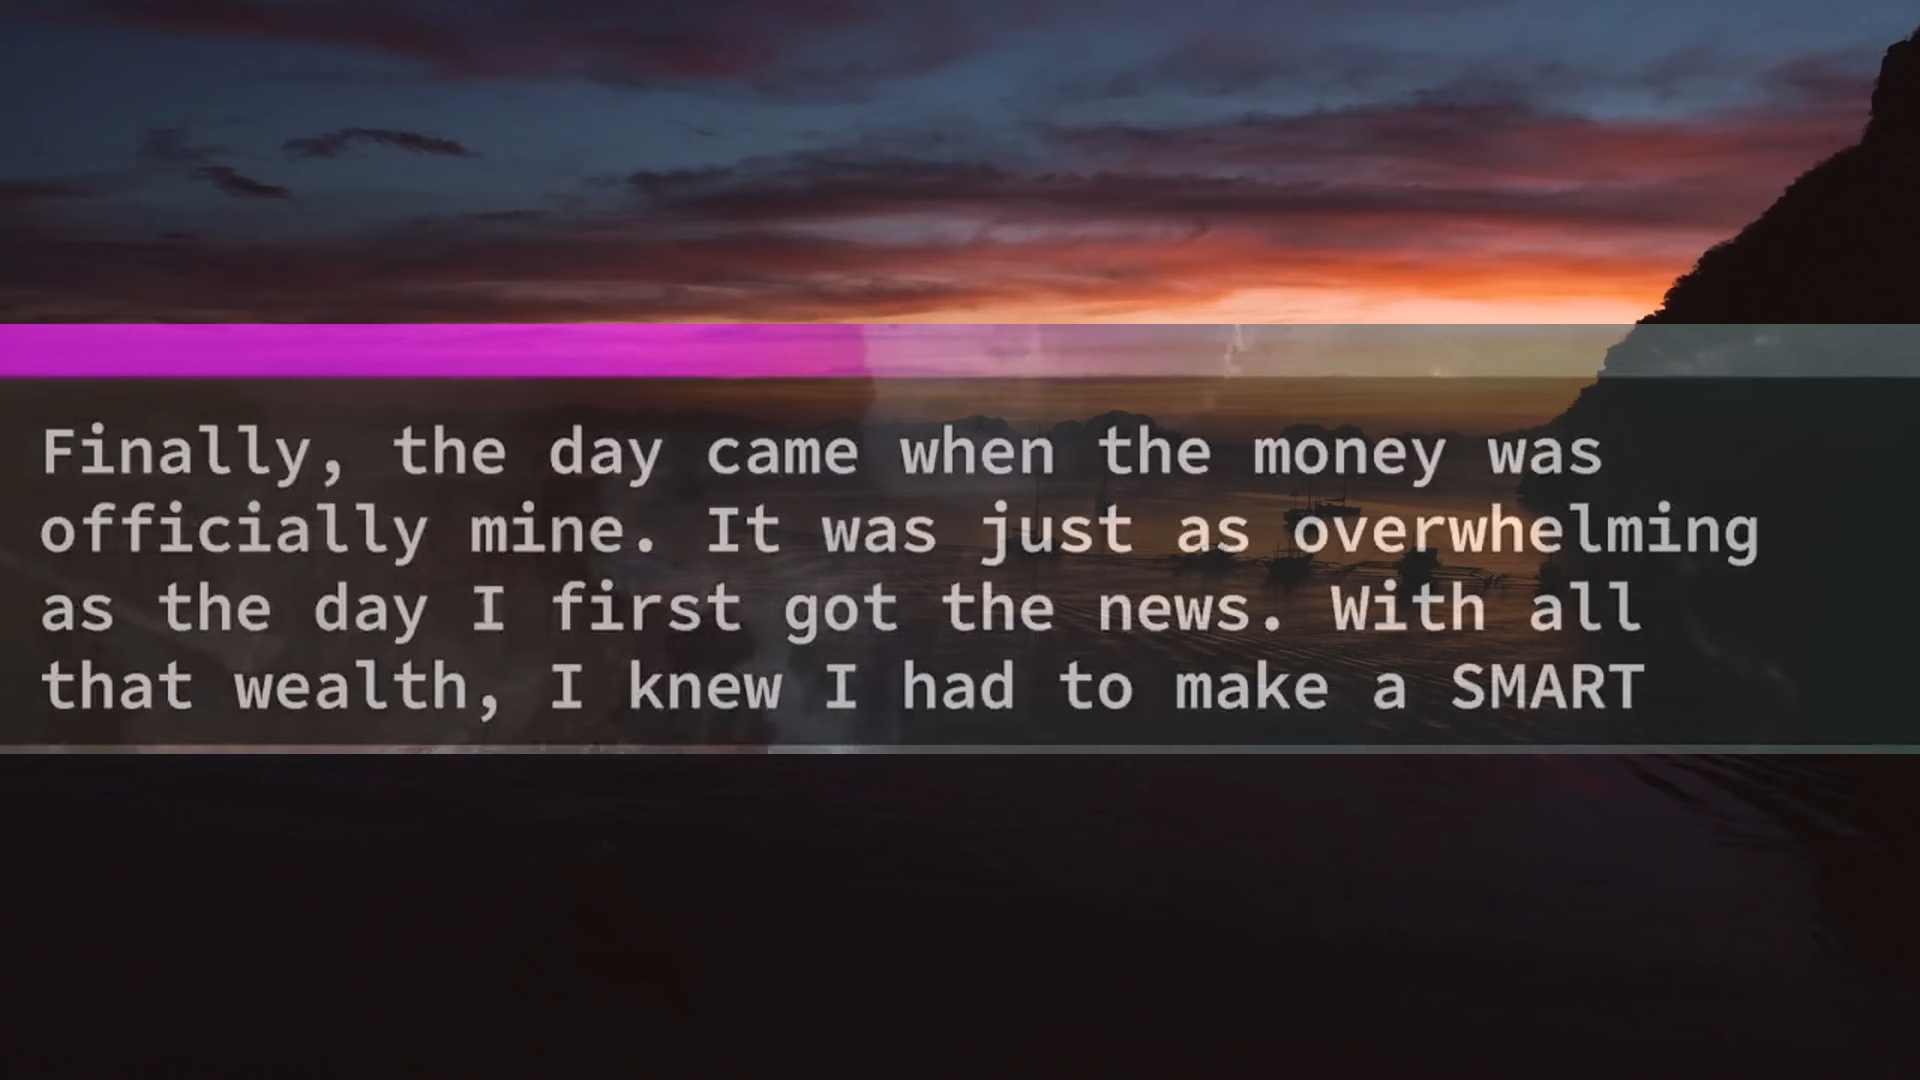 Finally, the day came when the money was
officially mine. It was just as overwhelming
as the day I first got the news. With all
that wealth, I knew I had to make a SMART